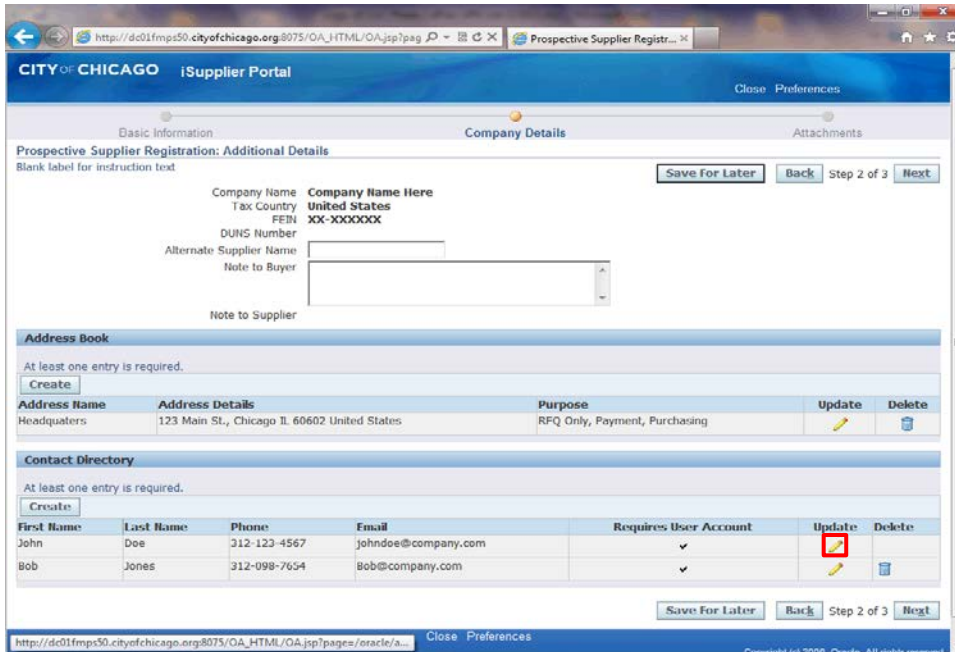 http://dc01fmps50.cityofchicago.org:8075/OA_HTML/OA.jsp?pag Prospective Supplier Registr...
CITY OF CHICAGO iSupplier Portal
Close Preferences
Basic Information Company Details Attachments
Prospective Supplier Registration: Additional Details
Blank label for instruction text
Save For Later Back Step 2 of 3 Next
Company Name Company Name Here
Tax Country United States
FEIN XX-XXXXXX
DUNS Number
Alternate Supplier Name
Note to Buyer
Note to Supplier
Address Book
At least one entry is required.
Create
Address Name Address Details Purpose Update Delete
Headquaters 123 Main St., Chicago IL 60602 United States RFQ Only, Payment, Purchasing
Contact Directory
At least one entry is required.
Create
First Name Last Name Phone Email Requires User Account Update Delete
John Doe 312-123-4567 johndoe@company.com
Bob Jones 312-098-7654 Bob@company.com
Save For Later Back Step 2 of 3 Next
http://dc01fmps50.cityofchicago.org:8075/OA_HTML/OA.jsp?page=/oracle/a... Close Preferences